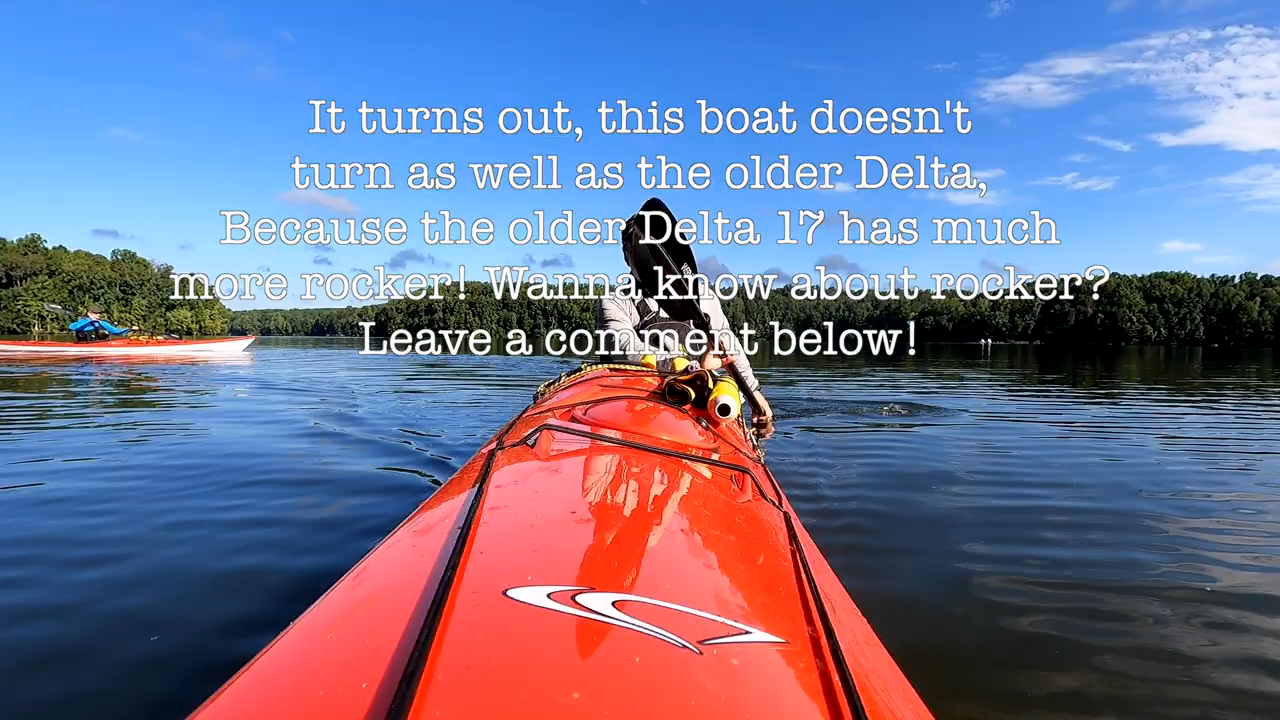 It turns out, this boat doesn't
turn as well as the older Delta,
Because the older Delta 17 has much
more rocker! Wanna know about rocker?
Leave a comment below!